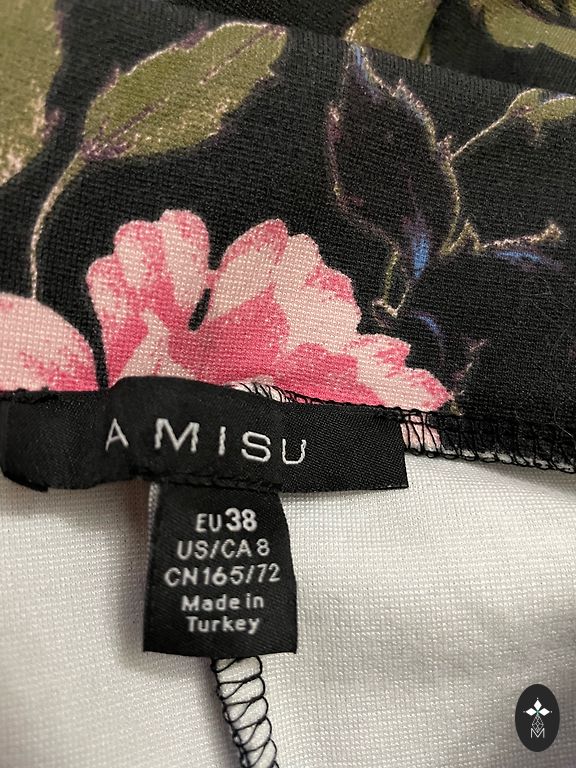 AMISU
EU 38
US/CA 8
CN 165/72
Made in
Turkey
M